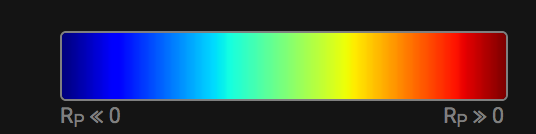 Rₚ ≪ 0
Rₚ ≫ 0